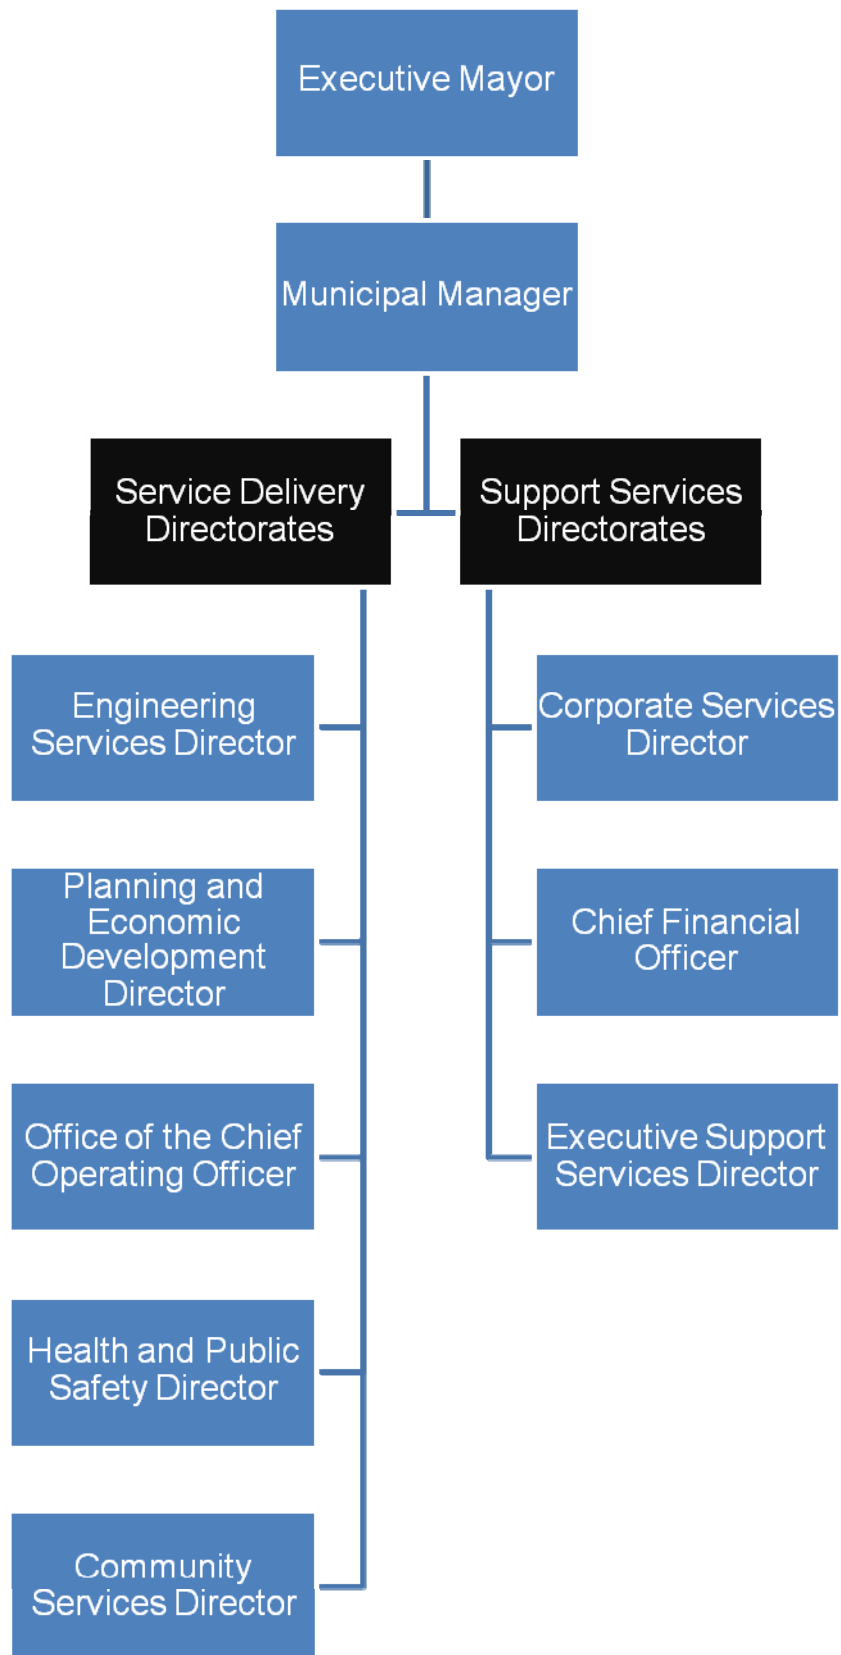 Executive Mayor
Municipal Manager
Service Delivery
Directorates
Support Services
Directorates
Engineering
Services Director
Planning and
Economic
Development
Director
Office of the Chief
Operating Officer
Health and Public
Safety Director
Community
Services Director
Corporate Services
Director
Chief Financial
Officer
Executive Support
Services Director